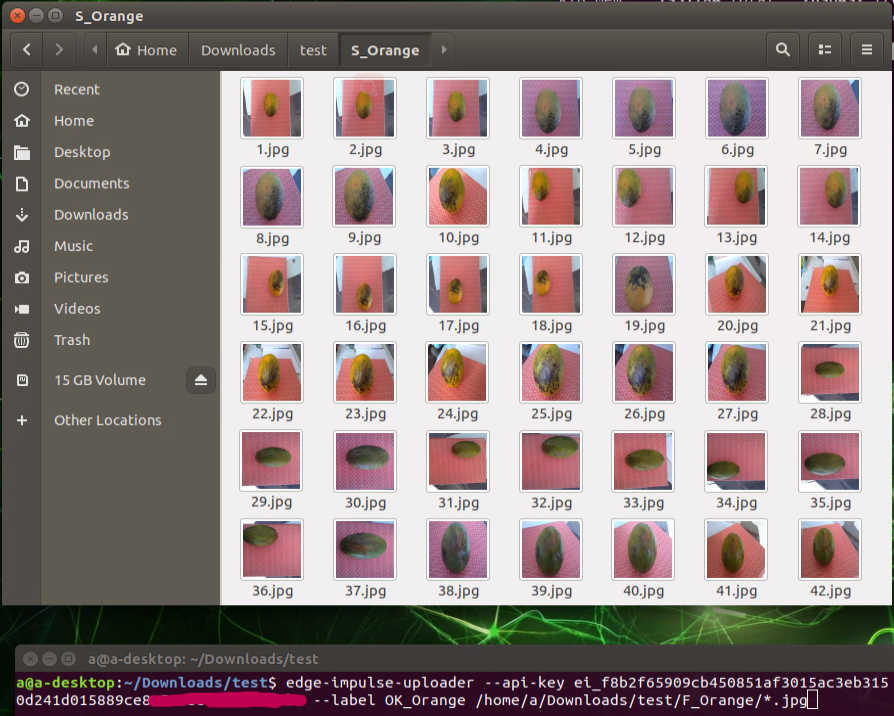 S_Orange
Home Downloads test S_Orange
Recent
Home
Desktop
Documents
Downloads
Music
Pictures
Videos
Trash
15 GB Volume
Other Locations
1.jpg 2.jpg 3.jpg 4.jpg 5.jpg 6.jpg 7.jpg
8.jpg 9.jpg 10.jpg 11.jpg 12.jpg 13.jpg 14.jpg
15.jpg 16.jpg 17.jpg 18.jpg 19.jpg 20.jpg 21.jpg
22.jpg 23.jpg 24.jpg 25.jpg 26.jpg 27.jpg 28.jpg
29.jpg 30.jpg 31.jpg 32.jpg 33.jpg 34.jpg 35.jpg
36.jpg 37.jpg 38.jpg 39.jpg 40.jpg 41.jpg 42.jpg
a@a-desktop: ~/Downloads/test
a@a-desktop:~/Downloads/test$ edge-impulse-uploader --api-key ei_f8b2f65909cb450851af3015ac3eb315
0d241d015889ce8 --label OK_Orange /home/a/Downloads/test/F_Orange/*.jpg